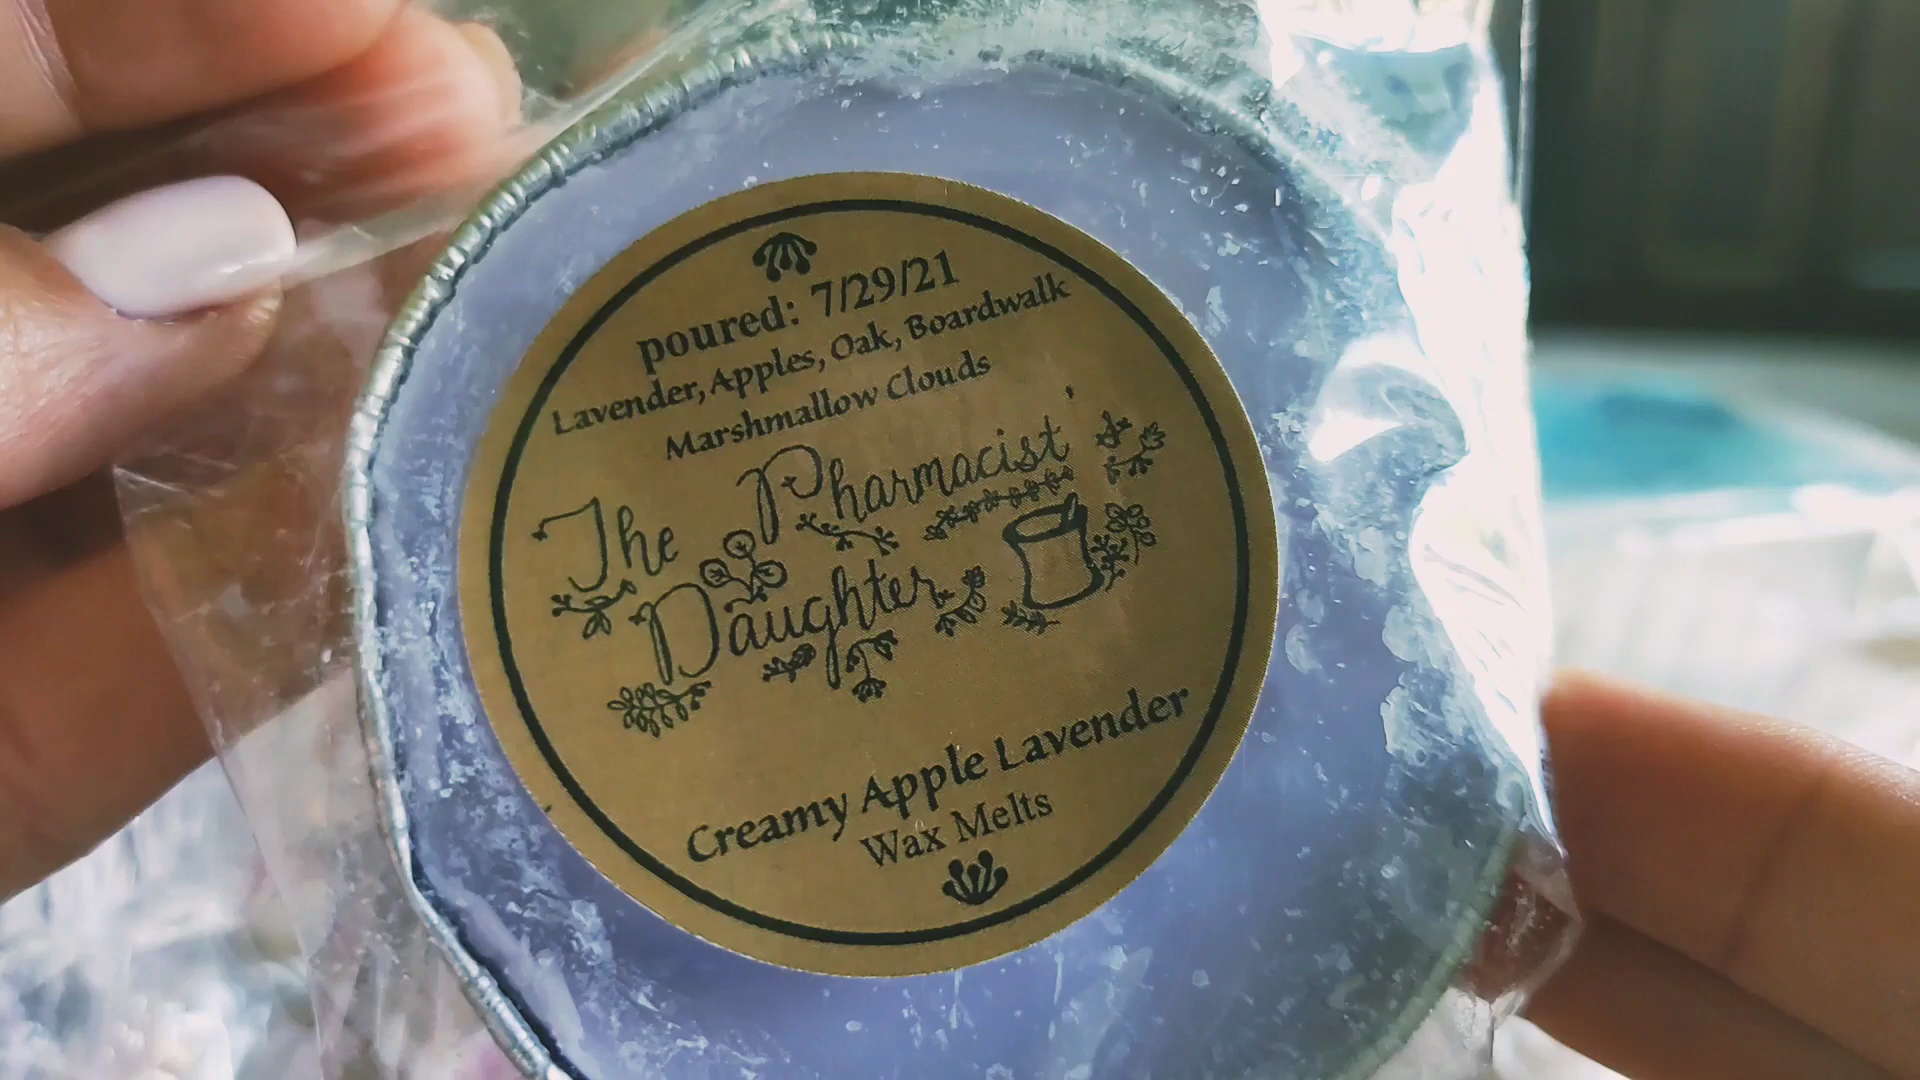 poured: 7/29/21
Lavender, Apples, Oak, Boardwalk
Marshmallow Clouds
The Pharmacist'
Daughter
Creamy Apple Lavender
Wax Melts